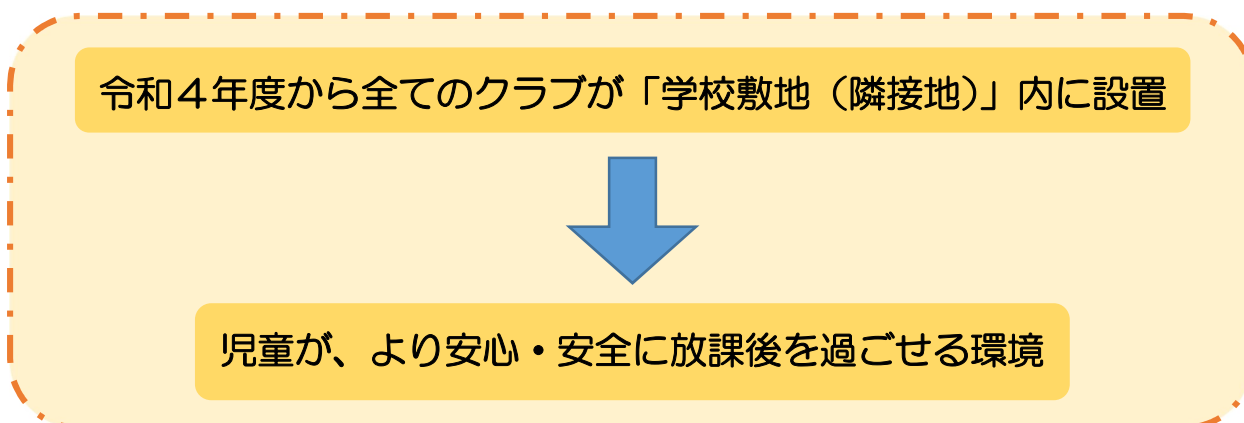 令和４年度から全てのクラブが「学校敷地（隣接地）」内に設置
児童が、より安心・安全に放課後を過ごせる環境